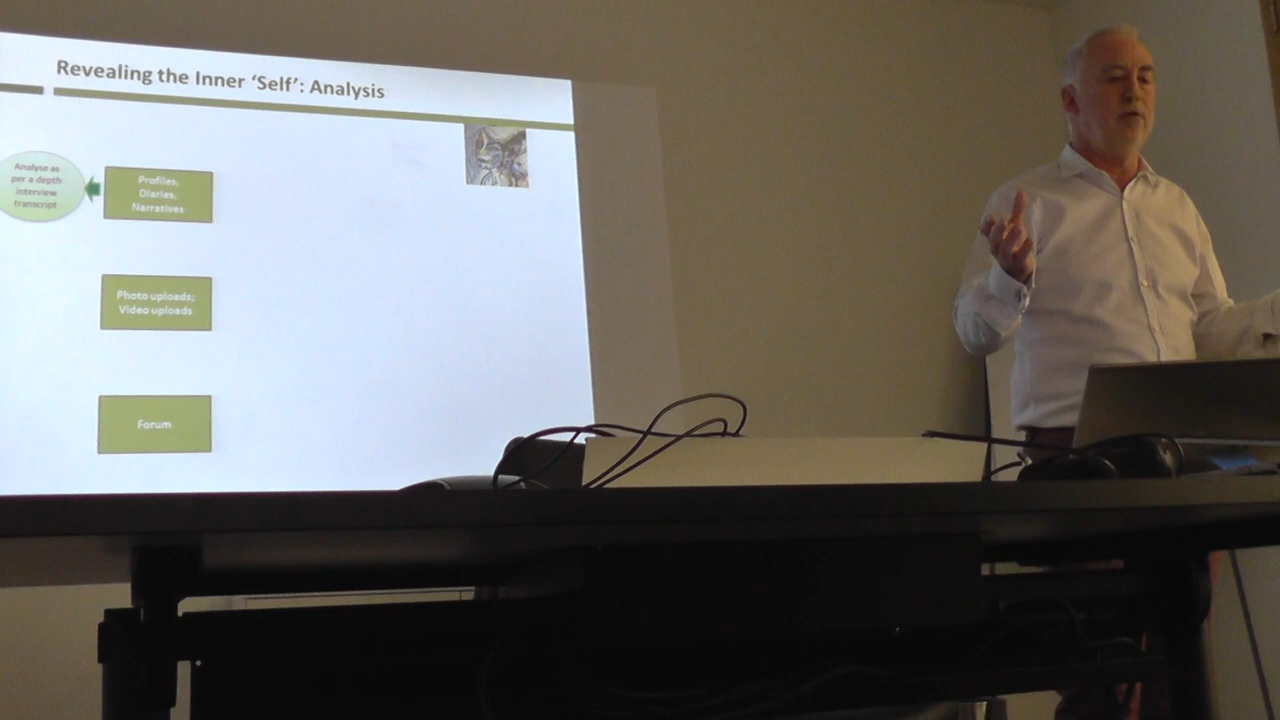 Revealing the Inner ‘Self’: Analysis
Analyse as
per a depth
interview
transcript
Profiles,
Diaries,
Narratives
Photo uploads;
Video uploads
Forum